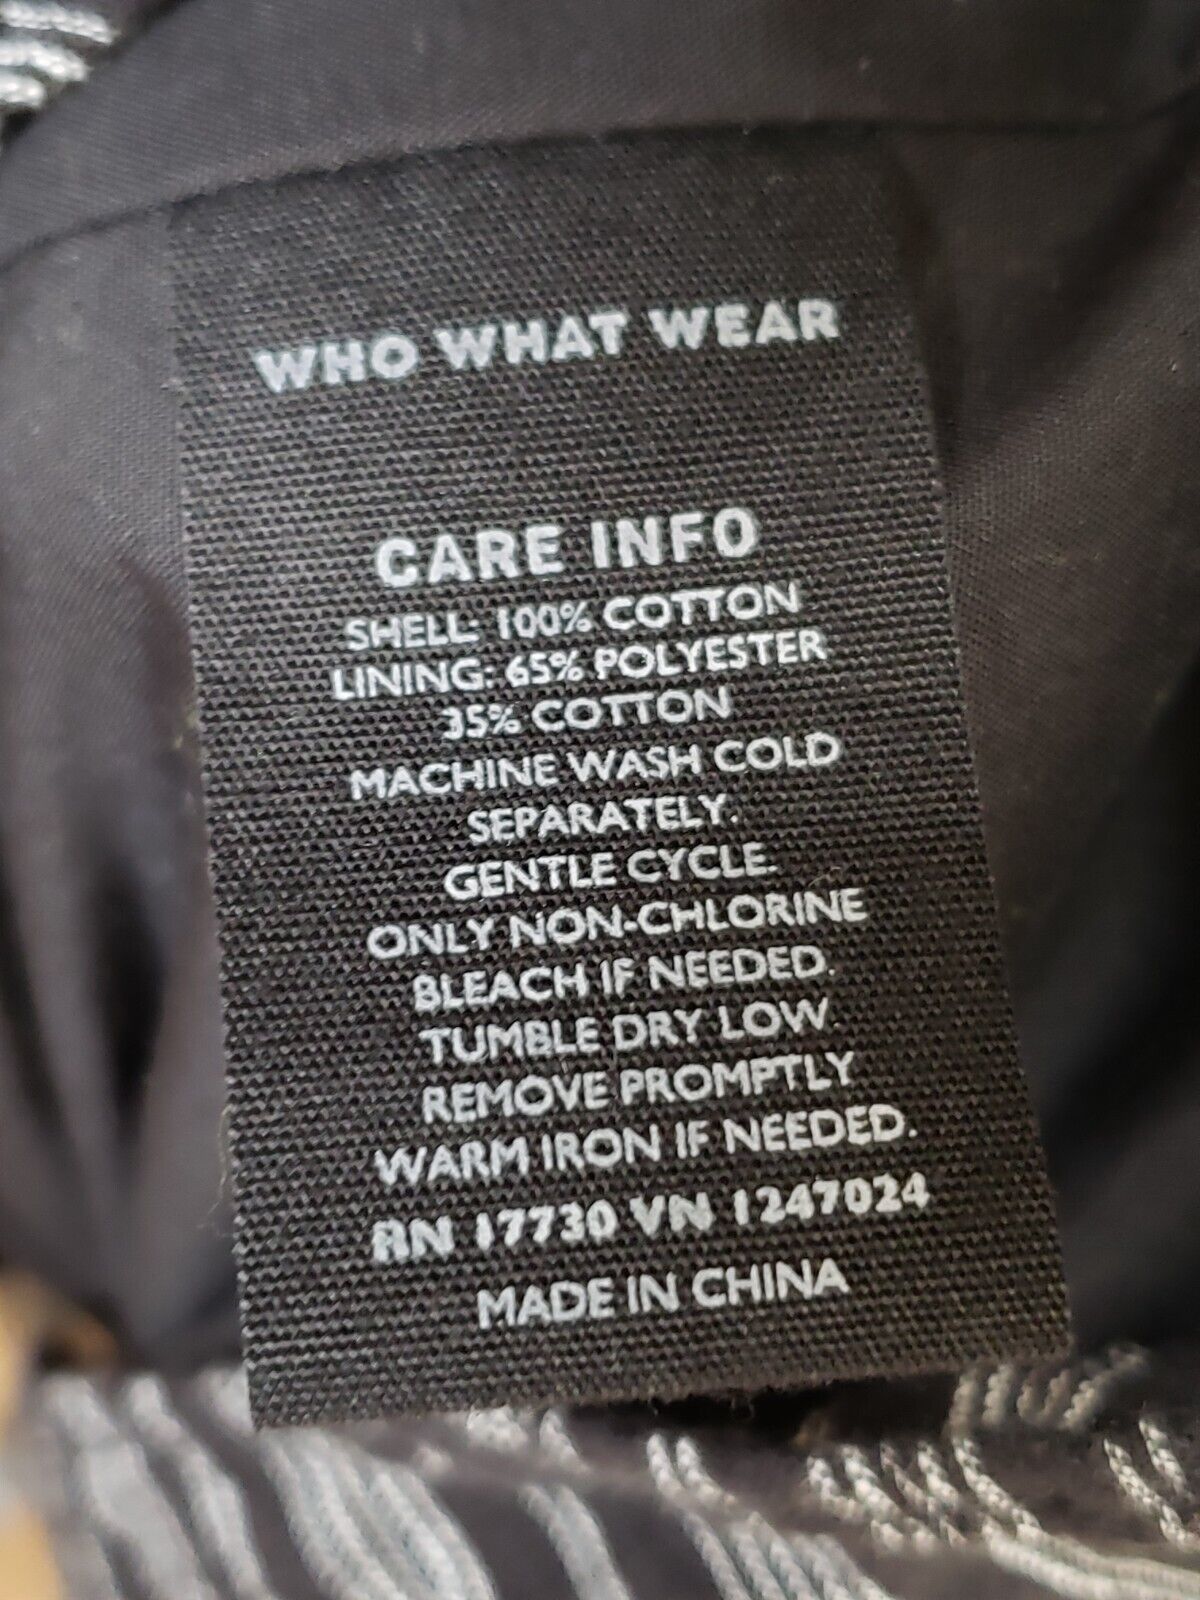 WHO WHAT WEAR
CARE INFO
SHELL: 100% COTTON
LINING: 65% POLYESTER
35% COTTON
MACHINE WASH COLD
SEPARATELY.
GENTLE CYCLE.
ONLY NON-CHLORINE
BLEACH IF NEEDED.
TUMBLE DRY LOW.
REMOVE PROMPTLY
WARM IRON IF NEEDED.
RN 17730 VN 1247024
MADE IN CHINA